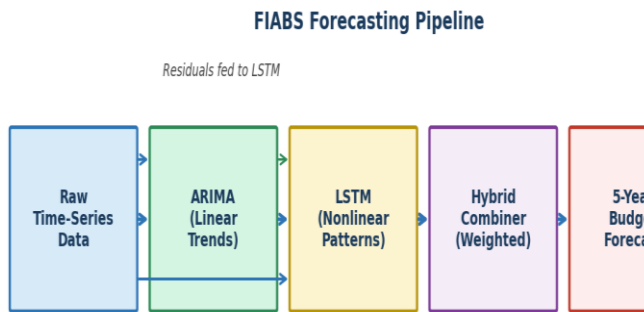 FIABS Forecasting Pipeline
Residuals fed to LSTM
Raw
Time-Series
Data
ARIMA
(Linear
Trends)
LSTM
(Nonlinear
Patterns)
Hybrid
Combiner
(Weighted)
5-Yea
Budg
Foreca